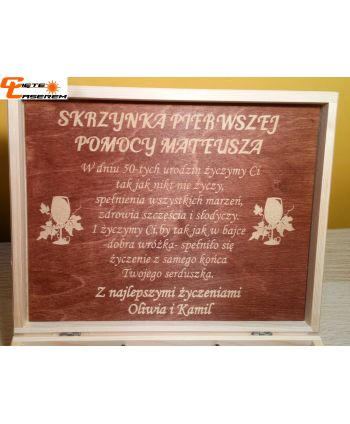 CIĘTE
LASEREM
SKRZYNKA PIERWSZEJ
POMOCY MATEUSZA
W dniu 50-tych urodzin życzymy Ci
tak jak nikt nie życzy,
spełnienia wszystkich marzeń,
zdrowia szczęścia i słodyczy.
I życzymy Ci,by tak jak w bajce
-dobra wróżka- spełniło się
życzenie z samego końca
Twojego serduszka.
Z najlepszymi życzeniami
Oliwia i Kamil